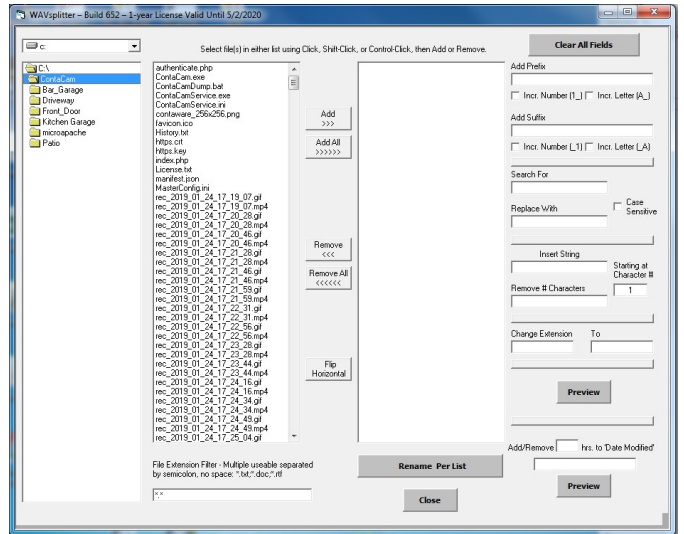 WAVsplitter – Build 652 – 1-year License Valid Until 5/2/2020
c:
Select file(s) in either list using Click, Shift-Click, or Control-Click, then Add or Remove.
Clear All Fields
C:\
ContaCam
Bar_Garage
Driveway
Front_Door
Kitchen Garage
microapache
Patio
authenticate.php
ContaCam.exe
ContaCamDump.bat
ContaCamService.exe
ContaCamService.ini
contaware_256x256.png
favicon.ico
History.txt
https.crt
https.key
index.php
License.txt
manifest.json
MasterConfig.ini
rec_2019_01_24_17_19_07.gif
rec_2019_01_24_17_19_07.mp4
rec_2019_01_24_17_20_28.gif
rec_2019_01_24_17_20_28.mp4
rec_2019_01_24_17_20_46.gif
rec_2019_01_24_17_20_46.mp4
rec_2019_01_24_17_21_28.gif
rec_2019_01_24_17_21_28.mp4
rec_2019_01_24_17_21_46.gif
rec_2019_01_24_17_21_46.mp4
rec_2019_01_24_17_21_59.gif
rec_2019_01_24_17_21_59.mp4
rec_2019_01_24_17_22_31.gif
rec_2019_01_24_17_22_31.mp4
rec_2019_01_24_17_22_56.gif
rec_2019_01_24_17_22_56.mp4
rec_2019_01_24_17_23_28.gif
rec_2019_01_24_17_23_28.mp4
rec_2019_01_24_17_23_44.gif
rec_2019_01_24_17_23_44.mp4
rec_2019_01_24_17_24_16.gif
rec_2019_01_24_17_24_16.mp4
rec_2019_01_24_17_24_34.gif
rec_2019_01_24_17_24_34.mp4
rec_2019_01_24_17_24_49.gif
rec_2019_01_24_17_24_49.mp4
rec_2019_01_24_17_25_04.gif
File Extension Filter - Multiple useable separated
by semicolon, no space: *.txt;*.doc;*.rtf
*.*
Add
>>>
Add All
>>>>>>
Remove
<<<
Remove All
<<<<<<
Flip
Horizontal
Rename Per List
Close
Add Prefix
Incr. Number (1_)
Incr. Letter (A_)
Add Suffix
Incr. Number (_1)
Incr. Letter (_A)
Search For
Replace With
Case
Sensitive
Insert String
Starting at
Character #
Remove # Characters
1
Change Extension
To
Preview
Add/Remove
hrs. to 'Date Modified'
Preview